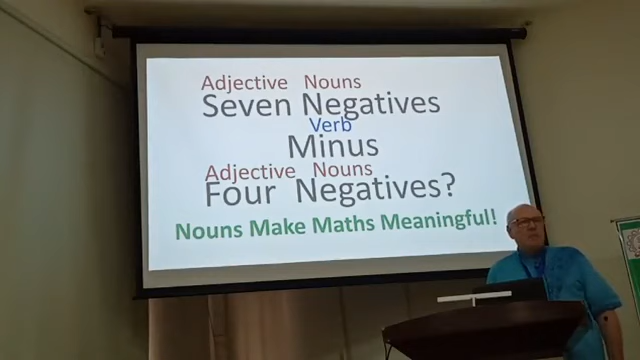 Adjective Nouns
Seven Negatives
Verb
Minus
Adjective Nouns
Four Negatives?
Nouns Make Maths Meaningful!